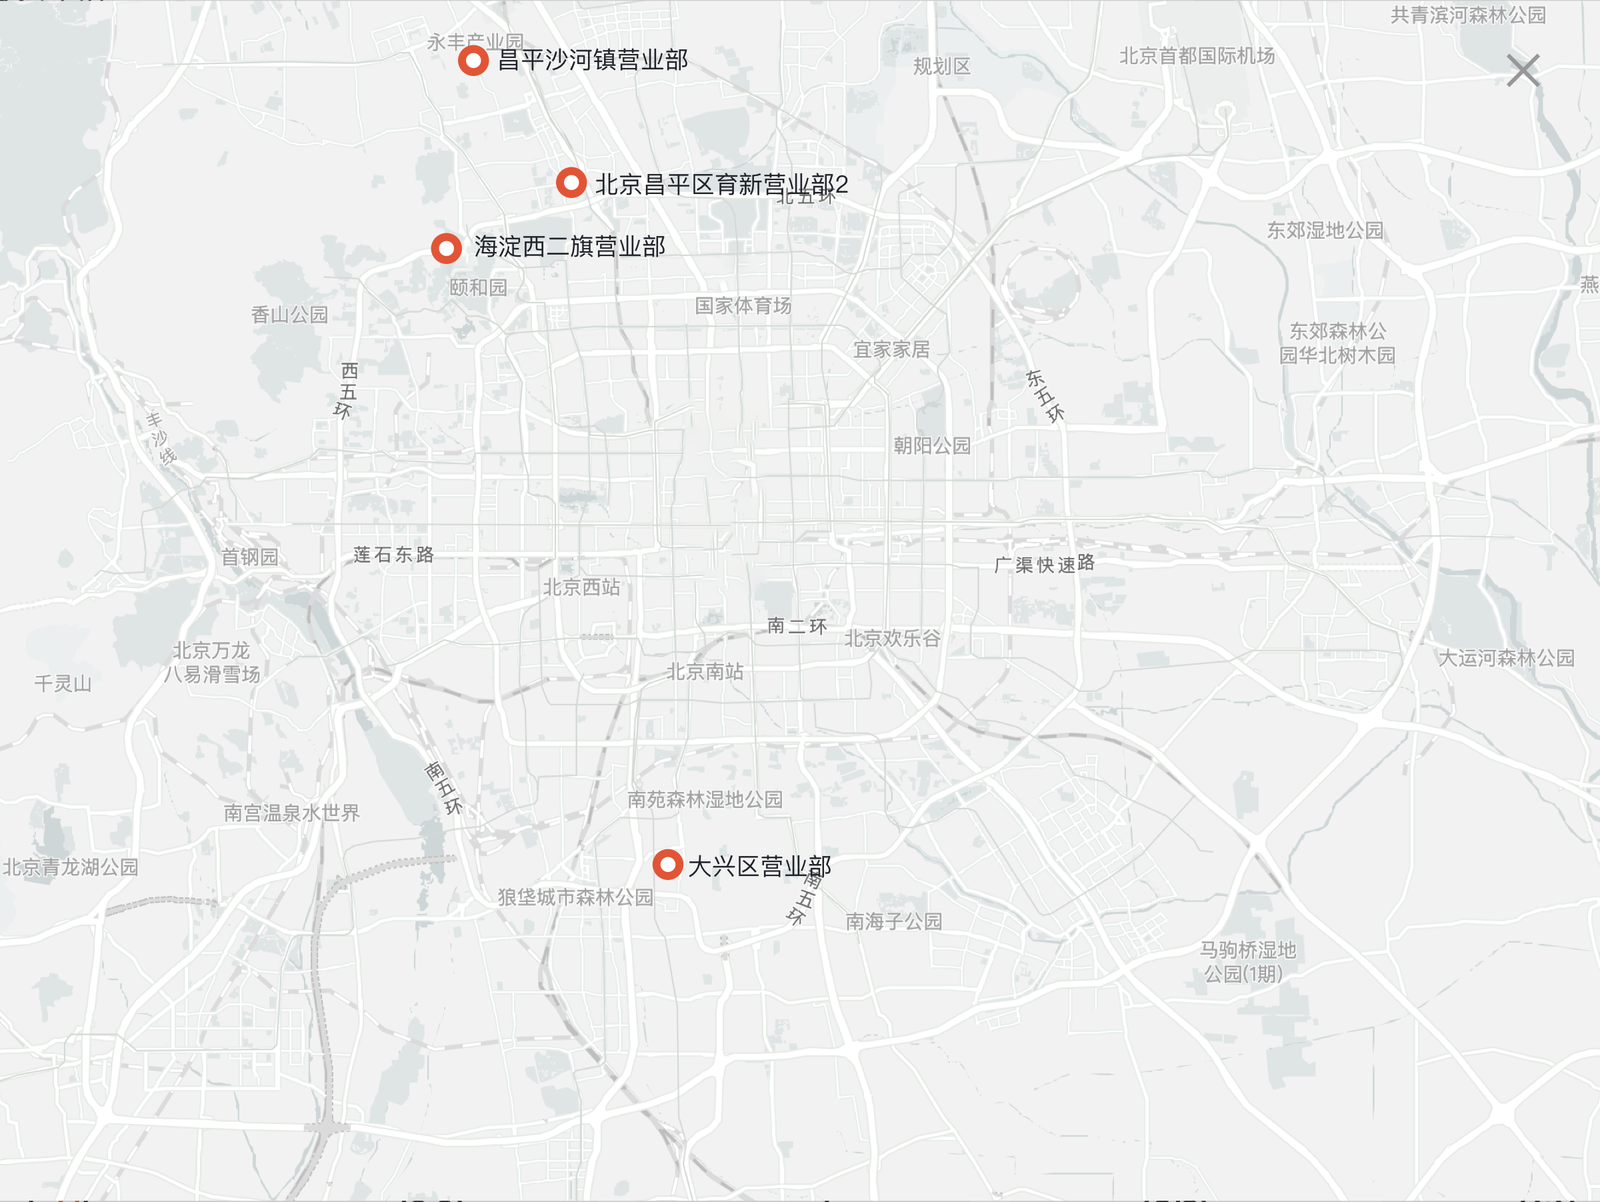 共青滨河森林公园
永丰产业园
昌平沙河镇营业部
规划区
北京首都国际机场
北京昌平区育新营业部2
北五环
海淀西二旗营业部
东郊湿地公园
颐和园
燕
香山公园
国家体育场
东郊森林公
园华北树木园
宜家家居
西五环
东五环
丰沙线
朝阳公园
首钢园
莲石东路
广渠快速路
北京西站
南二环
北京欢乐谷
北京万龙
八易滑雪场
大运河森林公园
北京南站
千灵山
南五环
南苑森林湿地公园
南宫温泉水世界
北京青龙湖公园
大兴区营业部
狼垡城市森林公园
南五环
南海子公园
马驹桥湿地
公园(1期)